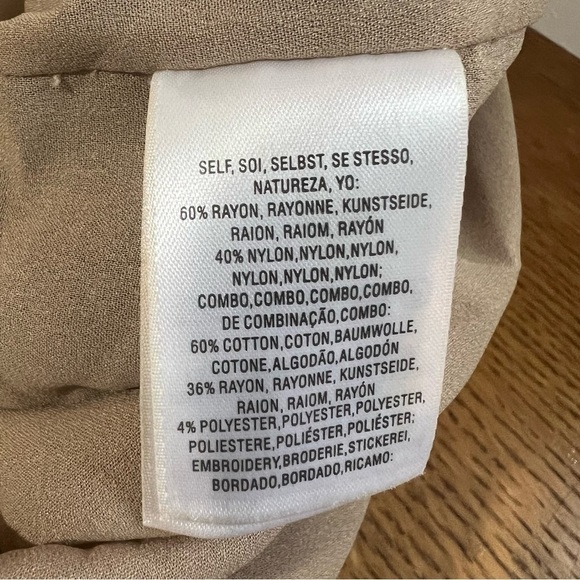 SELF, SOI, SELBST, SE STESSO,
NATUREZA, YO:
60% RAYON, RAYONNE, KUNSTSEIDE,
RAION, RAIOM, RAYÓN
40% NYLON,NYLON,NYLON,
NYLON,NYLON,NYLON;
COMBO,COMBO,COMBO,COMBO,
DE COMBINAÇÃO,COMBO:
60% COTTON,COTON,BAUMWOLLE,
COTONE,ALGODÃO,ALGODÓN
36% RAYON, RAYONNE, KUNSTSEIDE,
RAION, RAIOM, RAYÓN
4% POLYESTER,POLYESTER,POLYESTER,
POLIESTERE,POLIÉSTER,POLIÉSTER;
EMBROIDERY,BRODERIE,STICKEREI,
BORDADO,BORDADO,RICAMO: